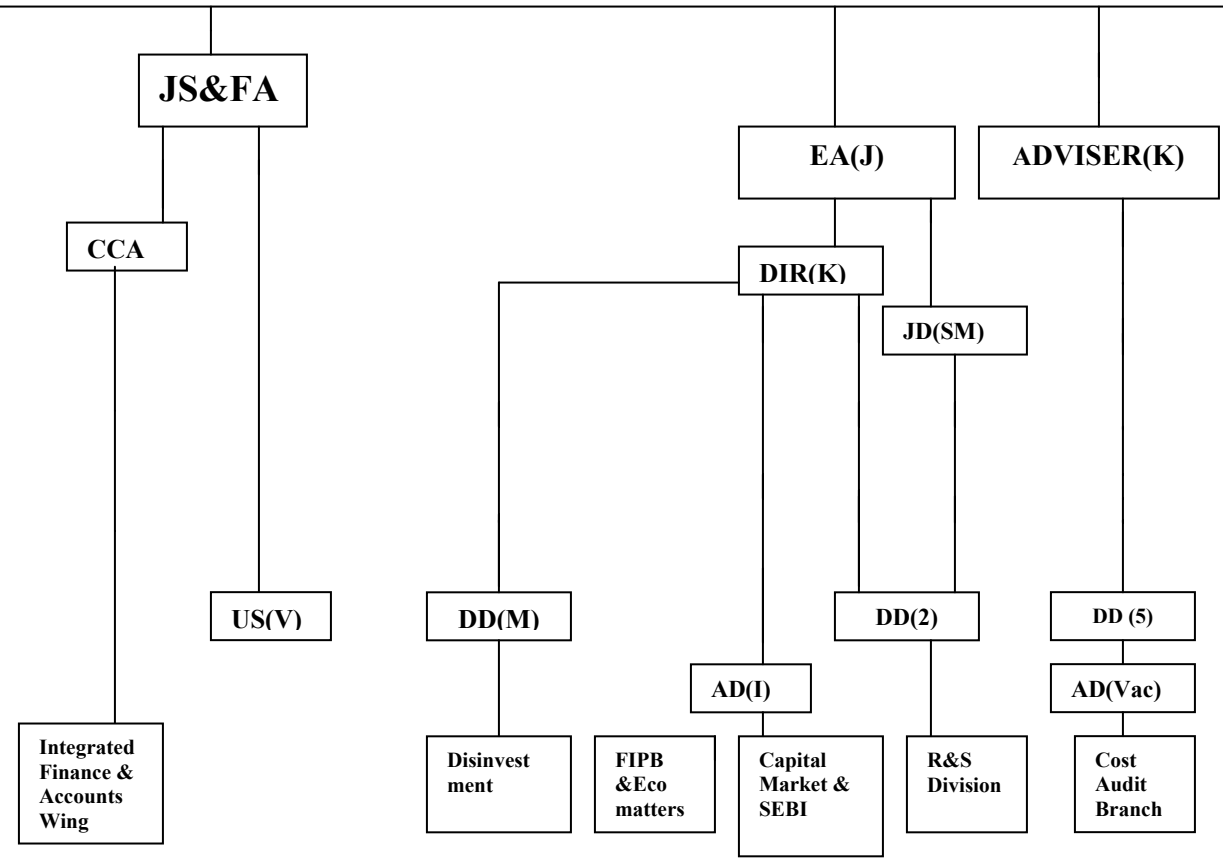 JS&FA
EA(J)
ADVISER(K)
CCA
DIR(K)
JD(SM)
US(V)
DD(M)
DD(2)
DD (5)
AD(I)
AD(Vac)
Integrated
Finance &
Accounts
Wing
Disinvest
ment
FIPB
&Eco
matters
Capital
Market &
SEBI
R&S
Division
Cost
Audit
Branch